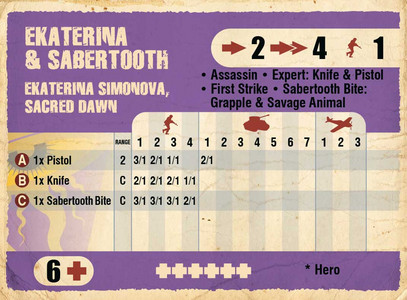 EKATERINA
& SABERTOOTH
EKATERINA SIMONOVA,
SACRED DAWN
2 4 1
• Assassin • Expert: Knife & Pistol
• First Strike • Sabertooth Bite:
Grapple & Savage Animal
RANGE 1 2 3 4 1 2 3 4 5 6 7 1 2 3
A 1x Pistol 2 3/1 2/1 1/1 2/1
B 1x Knife C 2/1 2/1 2/1 1/1
C 1x Sabertooth Bite C 3/1 3/1 3/1 2/1
6
* Hero